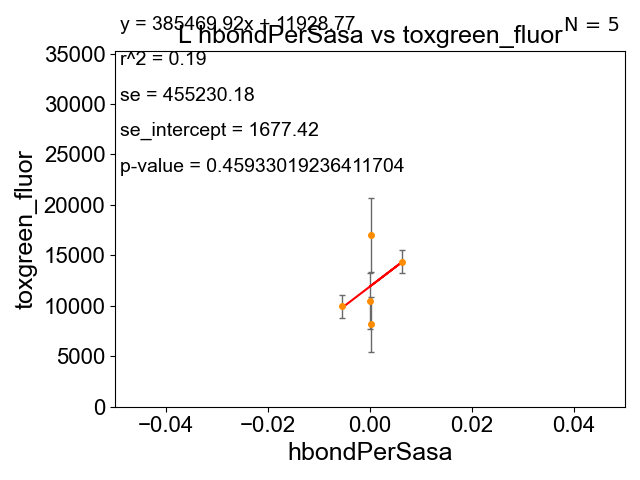 y = 385469.92x + 11928.77
N = 5
L hbondPerSasa vs toxgreen_fluor
r^2 = 0.19
se = 455230.18
se_intercept = 1677.42
p-value = 0.45933019236411704
35000
30000
25000
20000
15000
10000
5000
0
toxgreen_fluor
−0.04
−0.02
0.00
0.02
0.04
hbondPerSasa